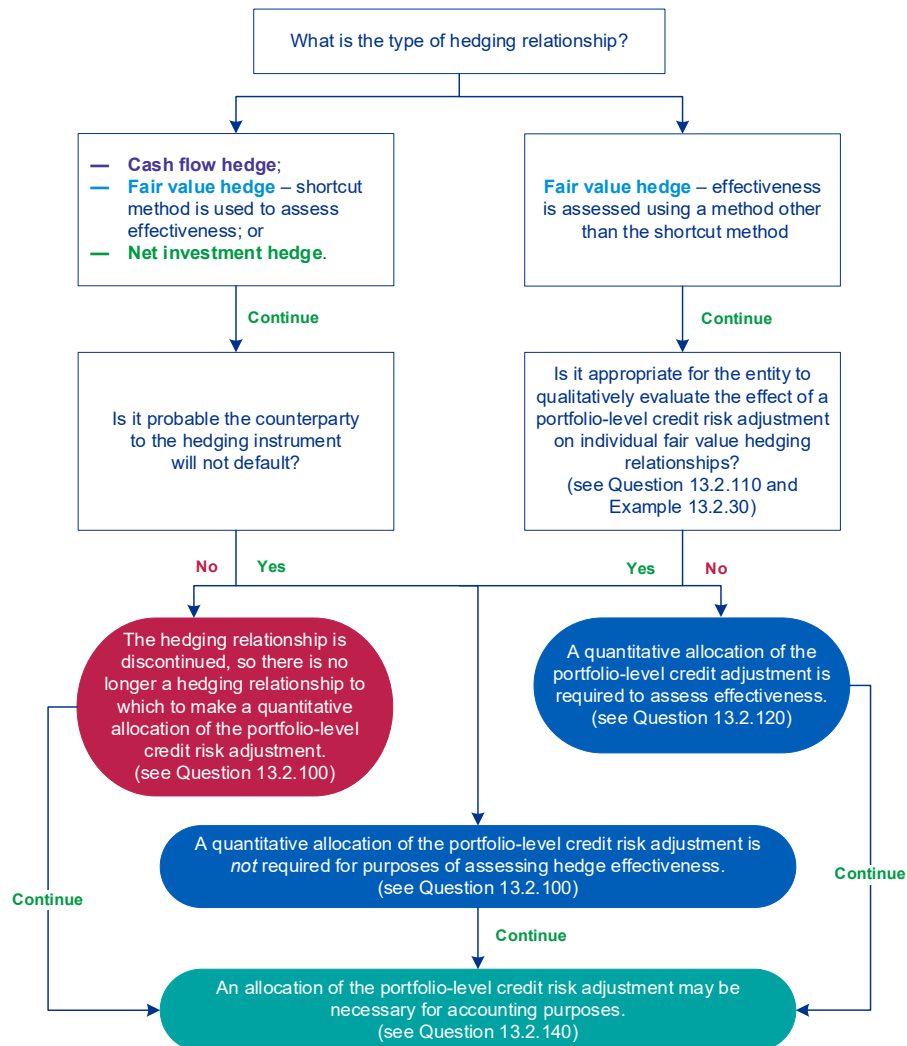 What is the type of hedging relationship?
— Cash flow hedge;
— Fair value hedge – shortcut
method is used to assess
effectiveness; or
— Net investment hedge.
Fair value hedge – effectiveness
is assessed using a method other
than the shortcut method
Continue
Continue
Is it probable the counterparty
to the hedging instrument
will not default?
Is it appropriate for the entity to
qualitatively evaluate the effect of a
portfolio-level credit risk adjustment
on individual fair value hedging
relationships?
(see Question 13.2.110 and
Example 13.2.30)
No Yes
Yes No
The hedging relationship is
discontinued, so there is no
longer a hedging relationship to
which to make a quantitative
allocation of the portfolio-level
credit risk adjustment.
(see Question 13.2.100)
A quantitative allocation of the
portfolio-level credit adjustment is
required to assess effectiveness.
(see Question 13.2.120)
A quantitative allocation of the portfolio-level credit risk adjustment is
not required for purposes of assessing hedge effectiveness.
(see Question 13.2.100)
Continue
Continue
Continue
An allocation of the portfolio-level credit risk adjustment may be
necessary for accounting purposes.
(see Question 13.2.140)